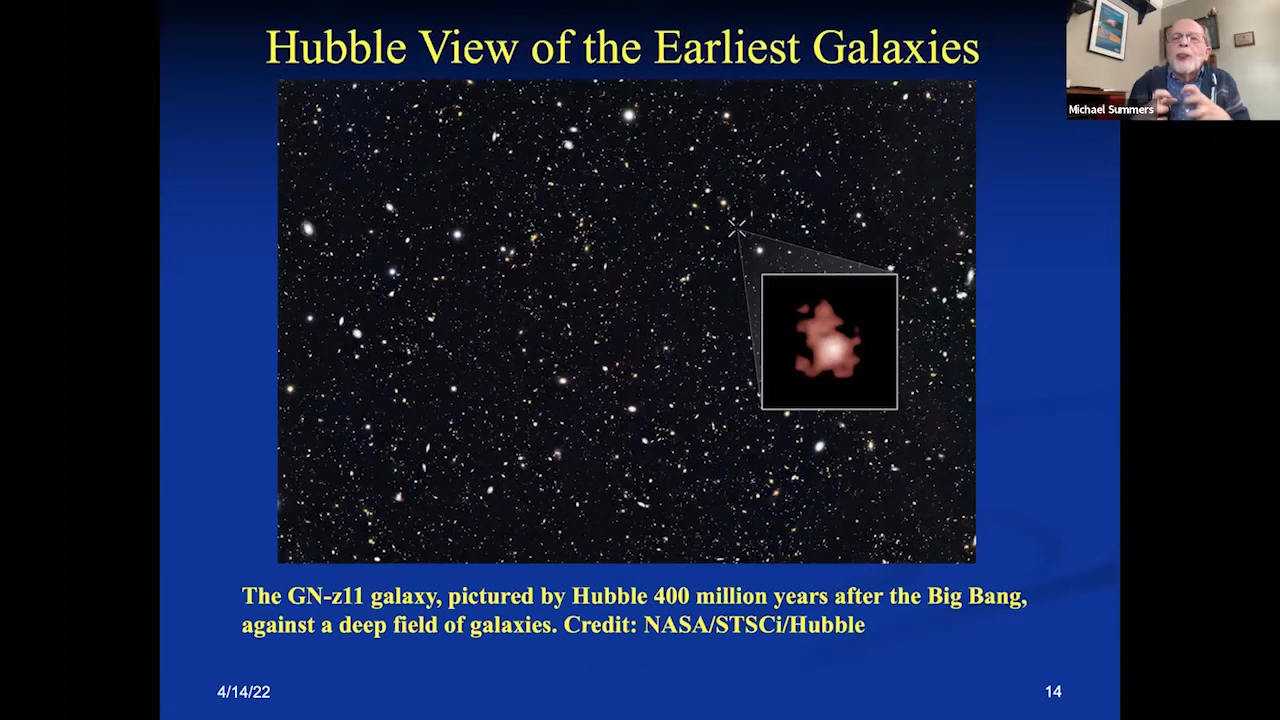 Hubble View of the Earliest Galaxies
Michael Summers
The GN-z11 galaxy, pictured by Hubble 400 million years after the Big Bang,
against a deep field of galaxies. Credit: NASA/STSCi/Hubble
4/14/22
14